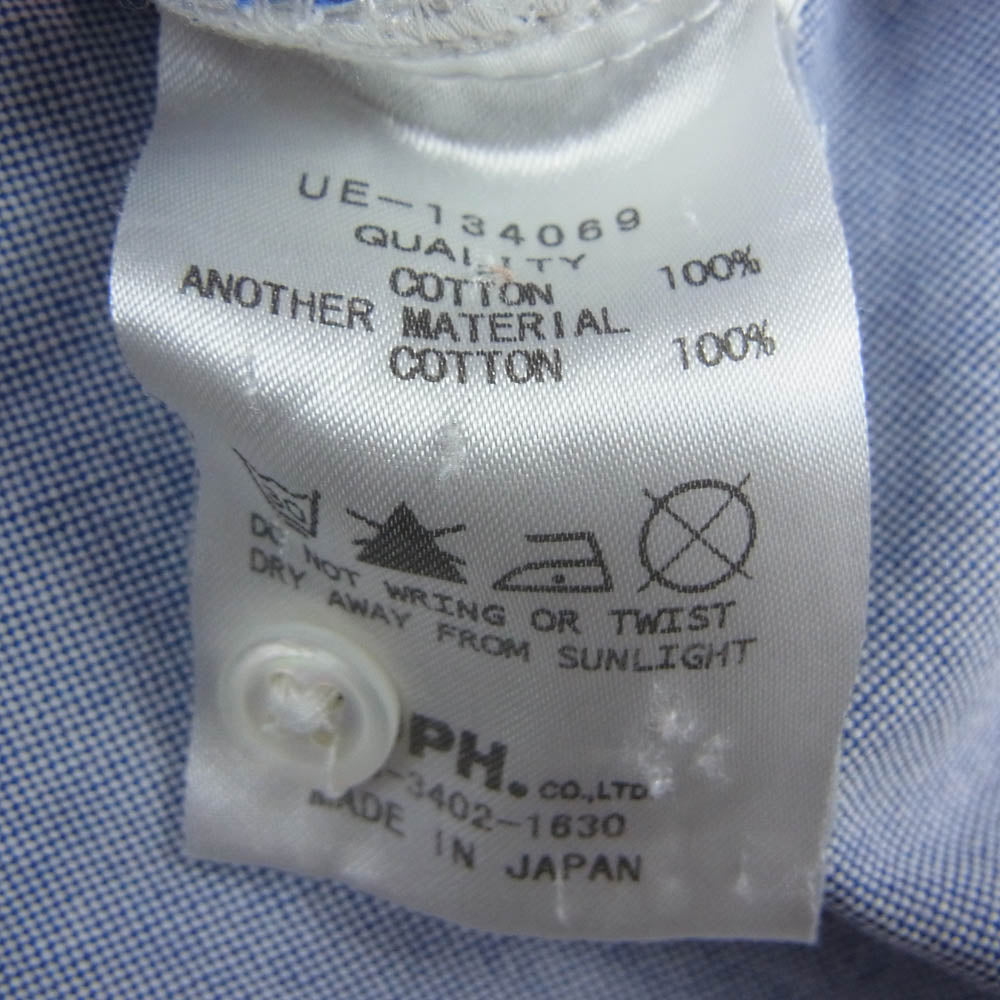 UE-134069
QUALITY
COTTON 100%
ANOTHER MATERIAL
COTTON 100%
DO NOT WRING OR TWIST
DRY AWAY FROM SUNLIGHT
PH. CO.,LTD.
-3402-1630
MADE IN JAPAN